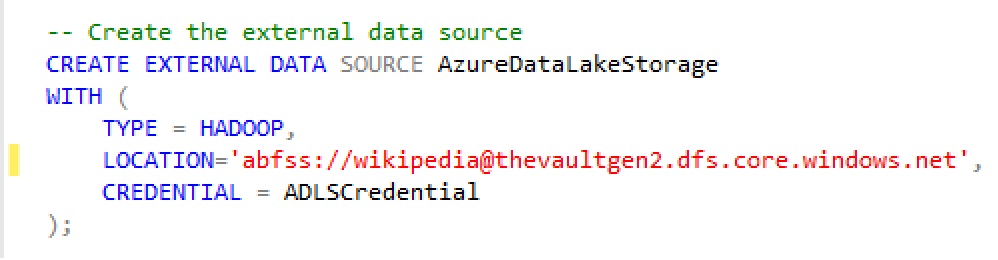 -- Create the external data source
CREATE EXTERNAL DATA SOURCE AzureDataLakeStorage
WITH (
    TYPE = HADOOP,
    LOCATION='abfss://wikipedia@thevaultgen2.dfs.core.windows.net',
    CREDENTIAL = ADLSCredential
);